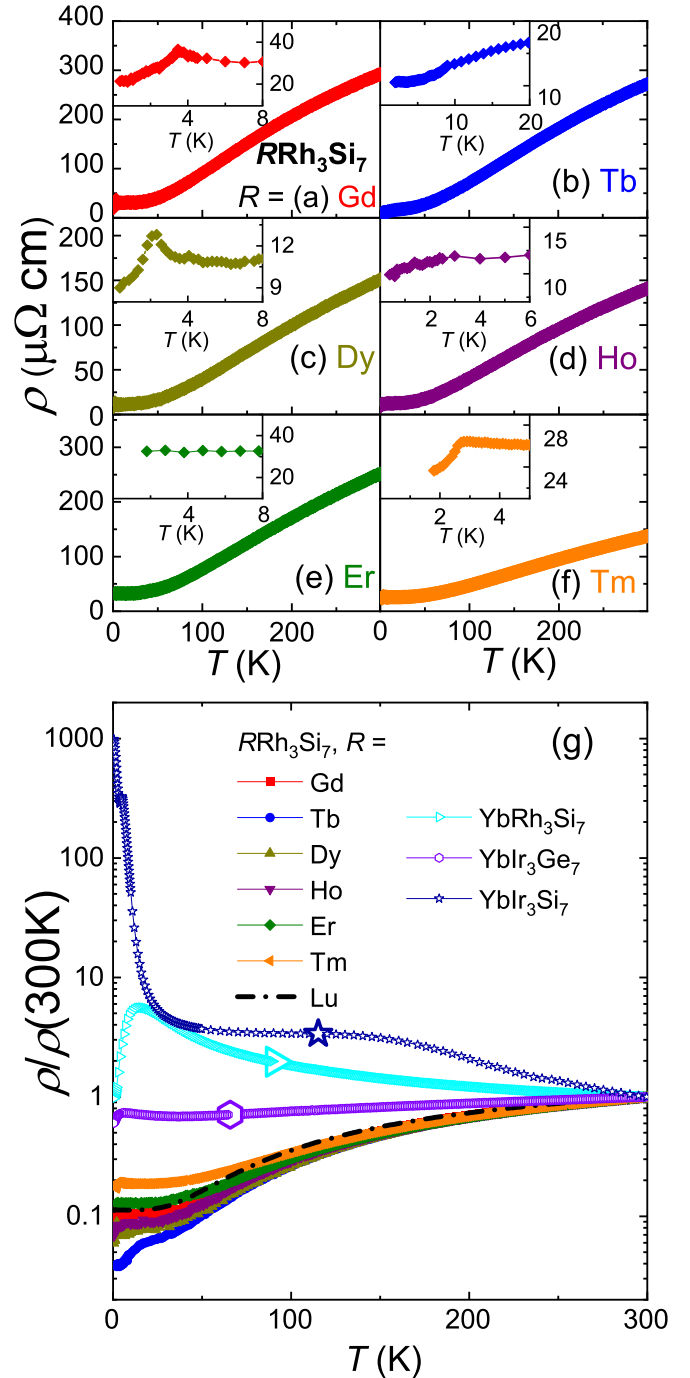 400
300
200
100
0
40
20
0 4 8
T (K)
RRh₃Si₇
R = (a) Gd
20
10
10 20
T (K)
(b) Tb
ρ (μΩ cm)
200
150
100
50
0
12
9
0 4 8
T (K)
(c) Dy
15
13
10
2 4 6
T (K)
(d) Ho
300
200
100
0
40
20
0 4 8
T (K)
(e) Er
28
26
24
2 4
T (K)
(f) Tm
0 100 200 100 200
T (K) T (K)
(g)
ρ/ρ(300K)
1000
100
10
1
0.1
RRh₃Si₇, R =
Gd
Tb
Dy
Ho
Er
Tm
Lu
YbRh₃Si₇
YbIr₃Ge₇
YbIr₃Si₇
0 100 200 300
T (K)